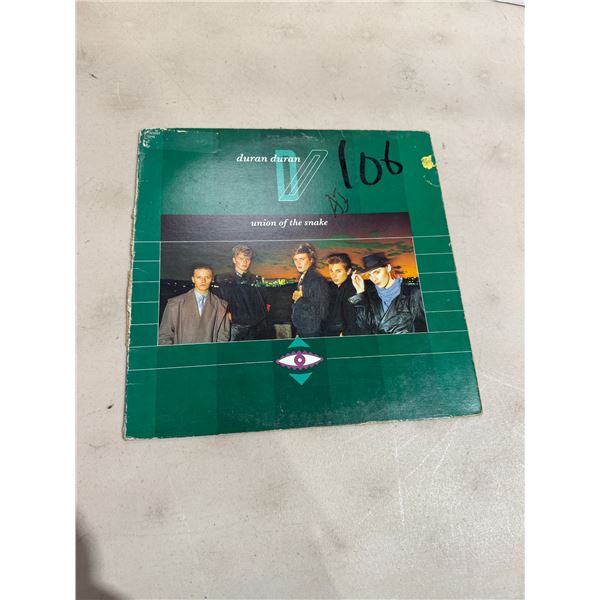 duran duran
106
union of the snake